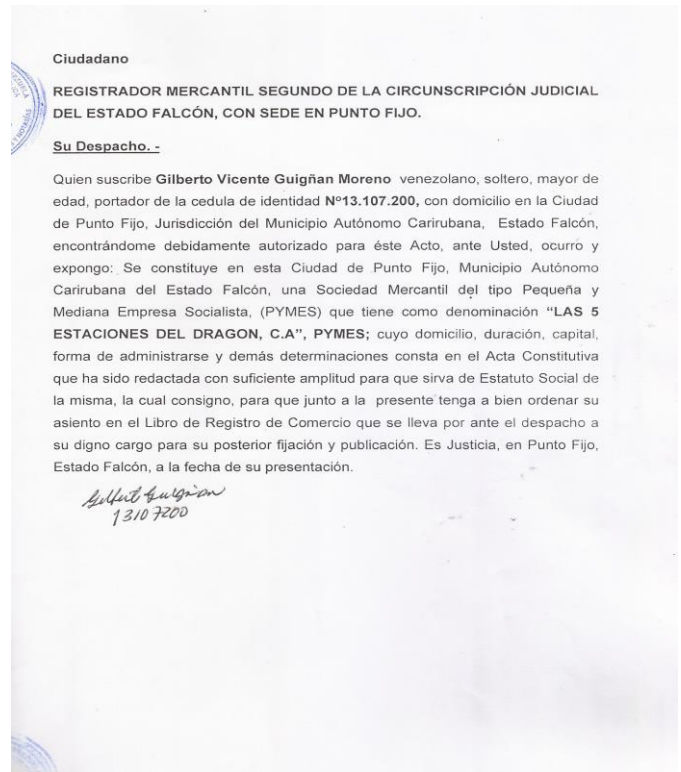 Ciudadano
REGISTRADOR MERCANTIL SEGUNDO DE LA CIRCUNSCRIPCIÓN JUDICIAL
DEL ESTADO FALCÓN, CON SEDE EN PUNTO FIJO.
Su Despacho. -
Quien suscribe Gilberto Vicente Guigñan Moreno venezolano, soltero, mayor de
edad, portador de la cedula de identidad Nº13.107.200, con domicilio en la Ciudad
de Punto Fijo, Jurisdicción del Municipio Autónomo Carirubana, Estado Falcón,
encontrándome debidamente autorizado para éste Acto, ante Usted, ocurro y
expongo: Se constituye en esta Ciudad de Punto Fijo, Municipio Autónomo
Carirubana del Estado Falcón, una Sociedad Mercantil del tipo Pequeña y
Mediana Empresa Socialista, (PYMES) que tiene como denominación “LAS 5
ESTACIONES DEL DRAGON, C.A”, PYMES; cuyo domicilio, duración, capital,
forma de administrarse y demás determinaciones consta en el Acta Constitutiva
que ha sido redactada con suficiente amplitud para que sirva de Estatuto Social de
la misma, la cual consigno, para que junto a la presente tenga a bien ordenar su
asiento en el Libro de Registro de Comercio que se lleva por ante el despacho a
su digno cargo para su posterior fijación y publicación. Es Justicia, en Punto Fijo,
Estado Falcón, a la fecha de su presentación.
Guigñan
13107200